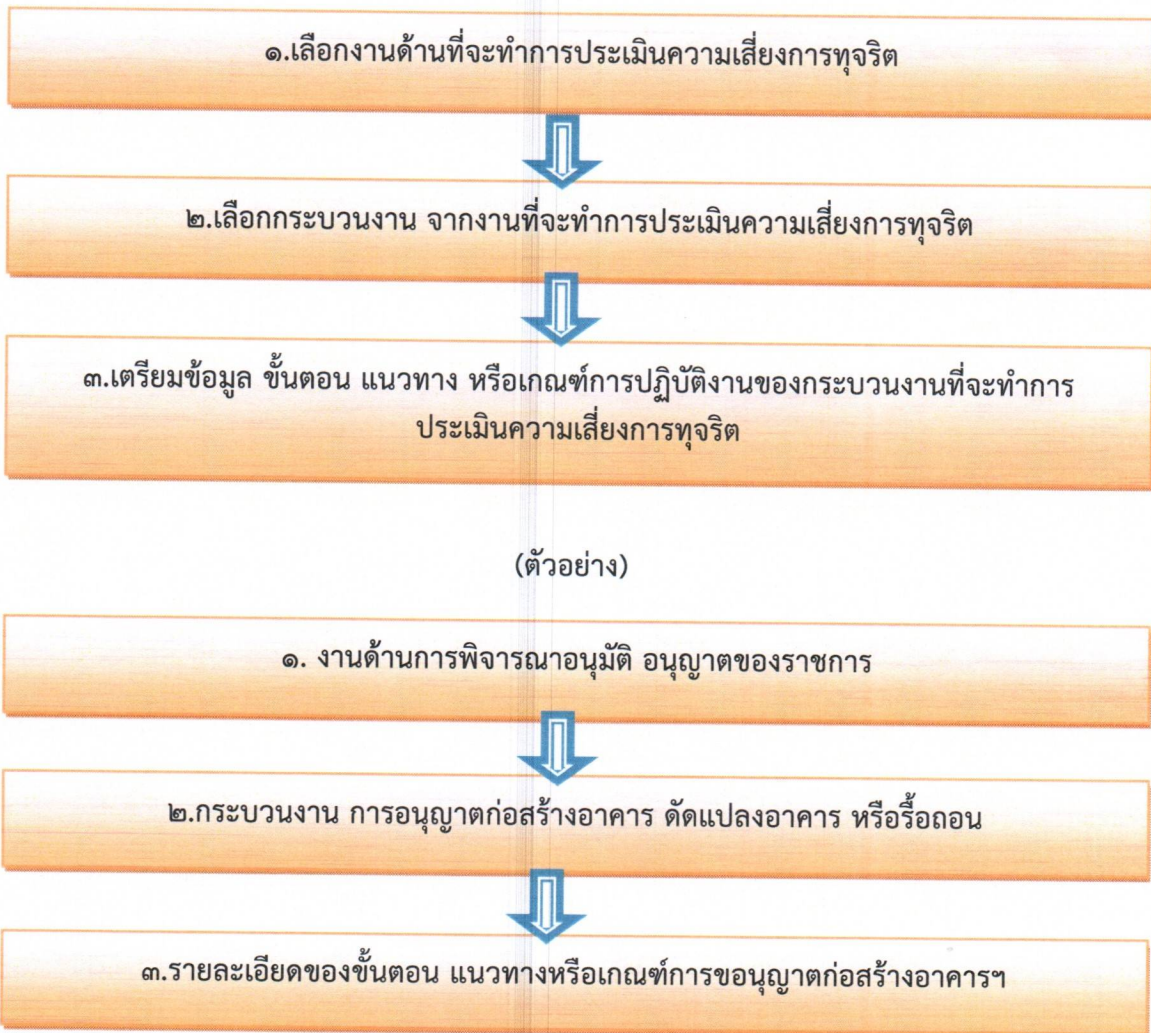 ๑.เลือกงานด้านที่จะทำการประเมินความเสี่ยงการทุจริต
๒.เลือกกระบวนงาน จากงานที่จะทำการประเมินความเสี่ยงการทุจริต
๓.เตรียมข้อมูล ขั้นตอน แนวทาง หรือเกณฑ์การปฏิบัติงานของกระบวนงานที่จะทำการ
ประเมินความเสี่ยงการทุจริต
(ตัวอย่าง)
๑. งานด้านการพิจารณาอนุมัติ อนุญาตของราชการ
๒.กระบวนงาน การอนุญาตก่อสร้างอาคาร ดัดแปลงอาคาร หรือรื้อถอน
๓.รายละเอียดของขั้นตอน แนวทางหรือเกณฑ์การขอนุญาตก่อสร้างอาคารฯ